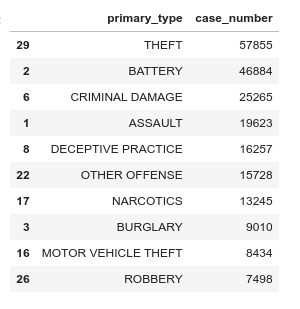 primary_type case_number
29 THEFT 57855
2 BATTERY 46884
6 CRIMINAL DAMAGE 25265
1 ASSAULT 19623
8 DECEPTIVE PRACTICE 16257
22 OTHER OFFENSE 15728
17 NARCOTICS 13245
3 BURGLARY 9010
16 MOTOR VEHICLE THEFT 8434
26 ROBBERY 7498